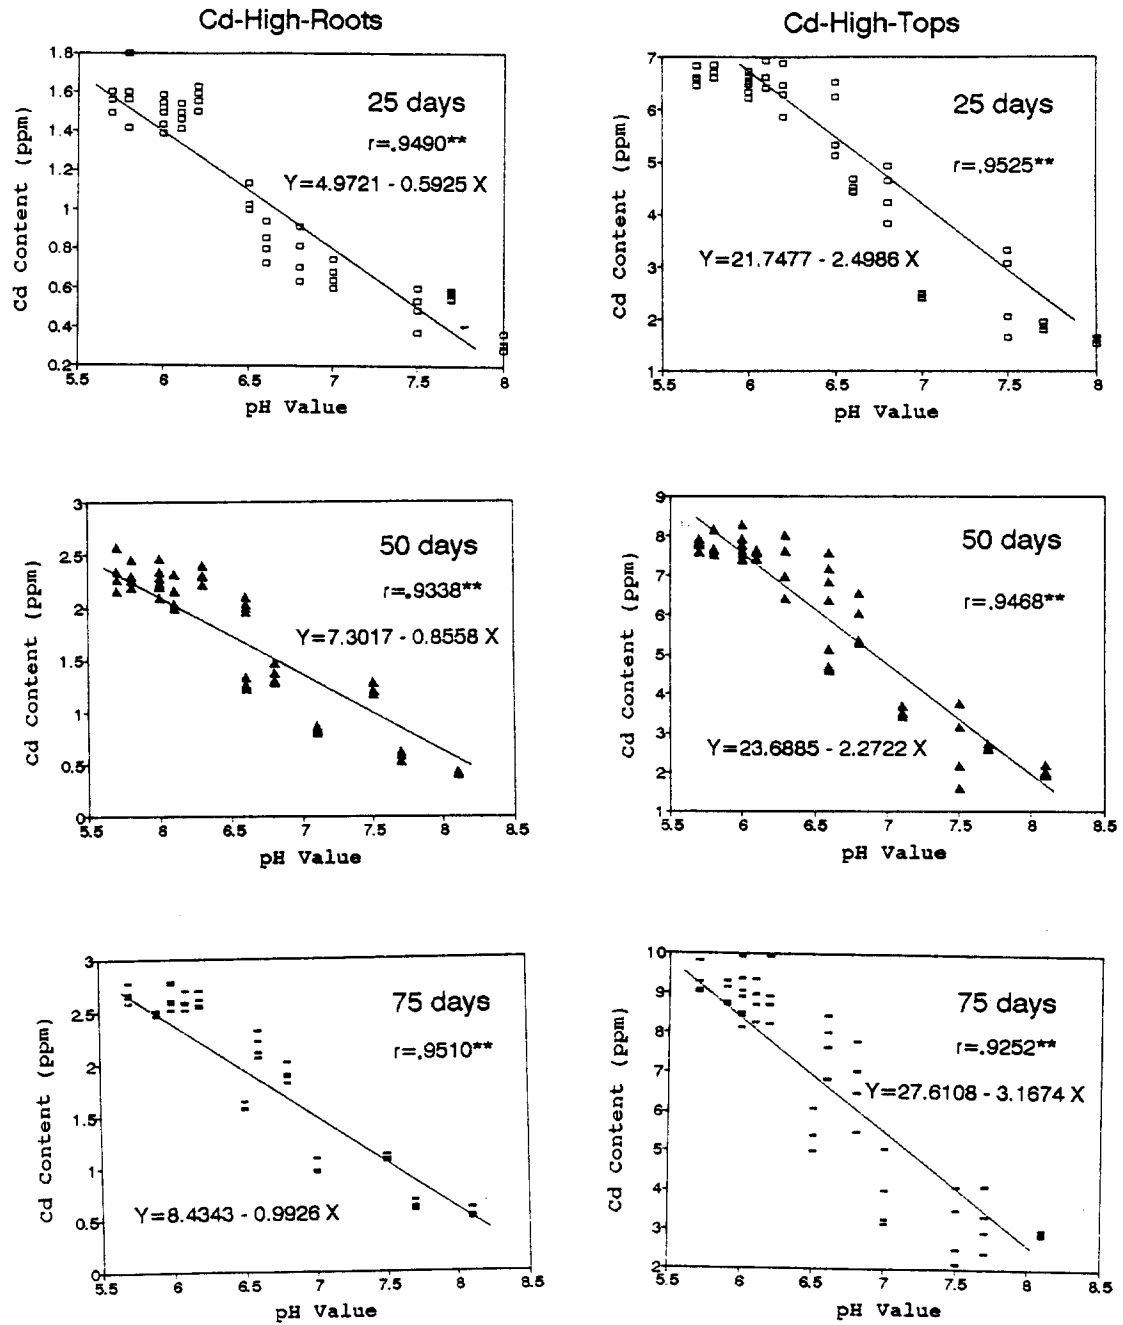 Cd-High-Roots
1.8
1.6
1.4
1.2
1
0.8
0.6
0.4
0.2
Cd Content (ppm)
25 days
r=.9490**
Y=4.9721 - 0.5925 X
5.5 6 6.5 7 7.5 8
pH Value
Cd-High-Tops
7
6
5
4
3
2
1
Cd Content (ppm)
25 days
r=.9525**
Y=21.7477 - 2.4986 X
5.5 6 6.5 7 7.5 8
pH Value
3
2.5
2
1.5
1
0.5
0
Cd Content (ppm)
50 days
r=.9338**
Y=7.3017 - 0.8558 X
5.5 6 6.5 7 7.5 8 8.5
pH Value
9
8
7
6
5
4
3
2
1
Cd Content (ppm)
50 days
r=.9468**
Y=23.6885 - 2.2722 X
5.5 6 6.5 7 7.5 8 8.5
pH Value
3
2.5
2
1.5
1
0.5
0
Cd Content (ppm)
75 days
r=.9510**
Y=8.4343 - 0.9926 X
5.5 6 6.5 7 7.5 8 8.5
pH Value
10
9
8
7
6
5
4
3
2
Cd Content (ppm)
75 days
r=.9252**
Y=27.6108 - 3.1674 X
5.5 6 6.5 7 7.5 8 8.5
pH Value